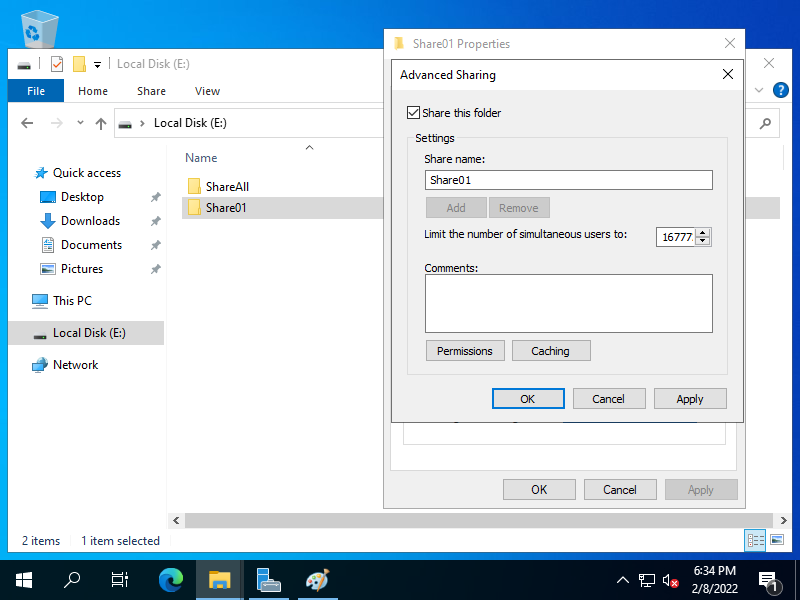 Share01 Properties
Local Disk (E:)
Advanced Sharing
File
Home
Share
View
?
Share this folder
Local Disk (E:)
Settings
Share name:
Share01
Name
Quick access
ShareAll
Share01
Desktop
Downloads
Documents
Pictures
This PC
Local Disk (E:)
Network
Add
Remove
Limit the number of simultaneous users to:
16777
Comments:
Permissions
Caching
OK
Cancel
Apply
OK
Cancel
Apply
2 items
1 item selected
6:34 PM
2/8/2022
1